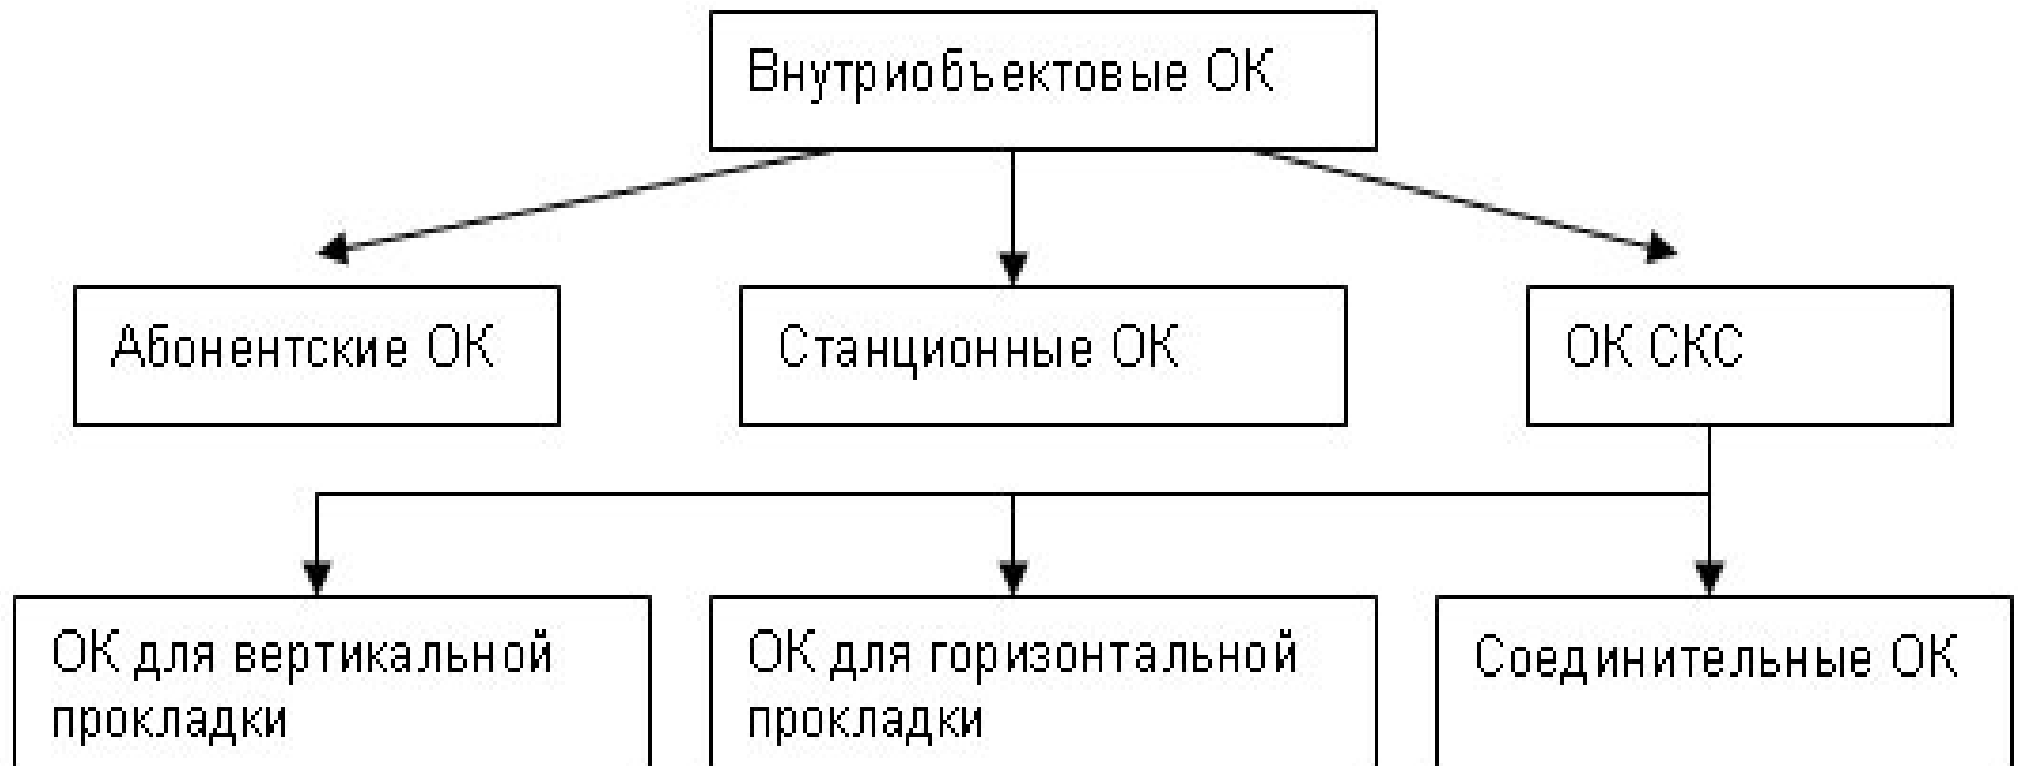 Внутриобъектовые ОК
Абонентские ОК
Станционные ОК
ОК СКС
ОК для вертикальной
прокладки
ОК для горизонтальной
прокладки
Соединительные ОК